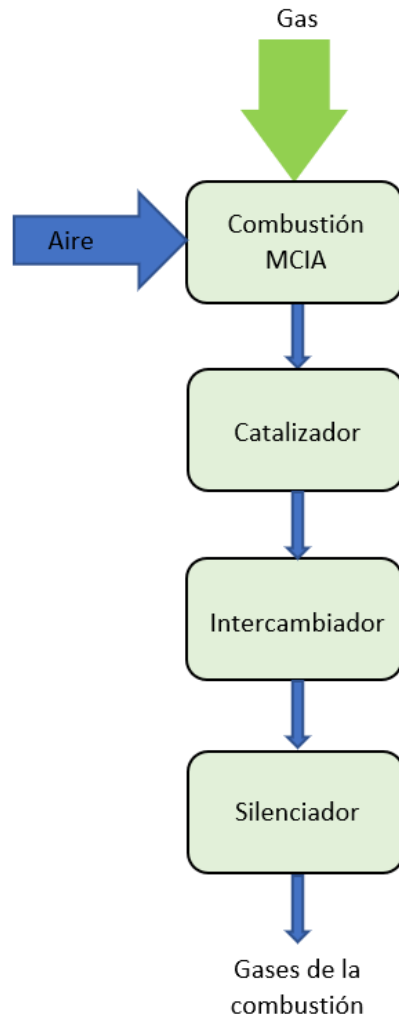 Gas
Aire
Combustión
MCIA
Catalizador
Intercambiador
Silenciador
Gases de la
combustión